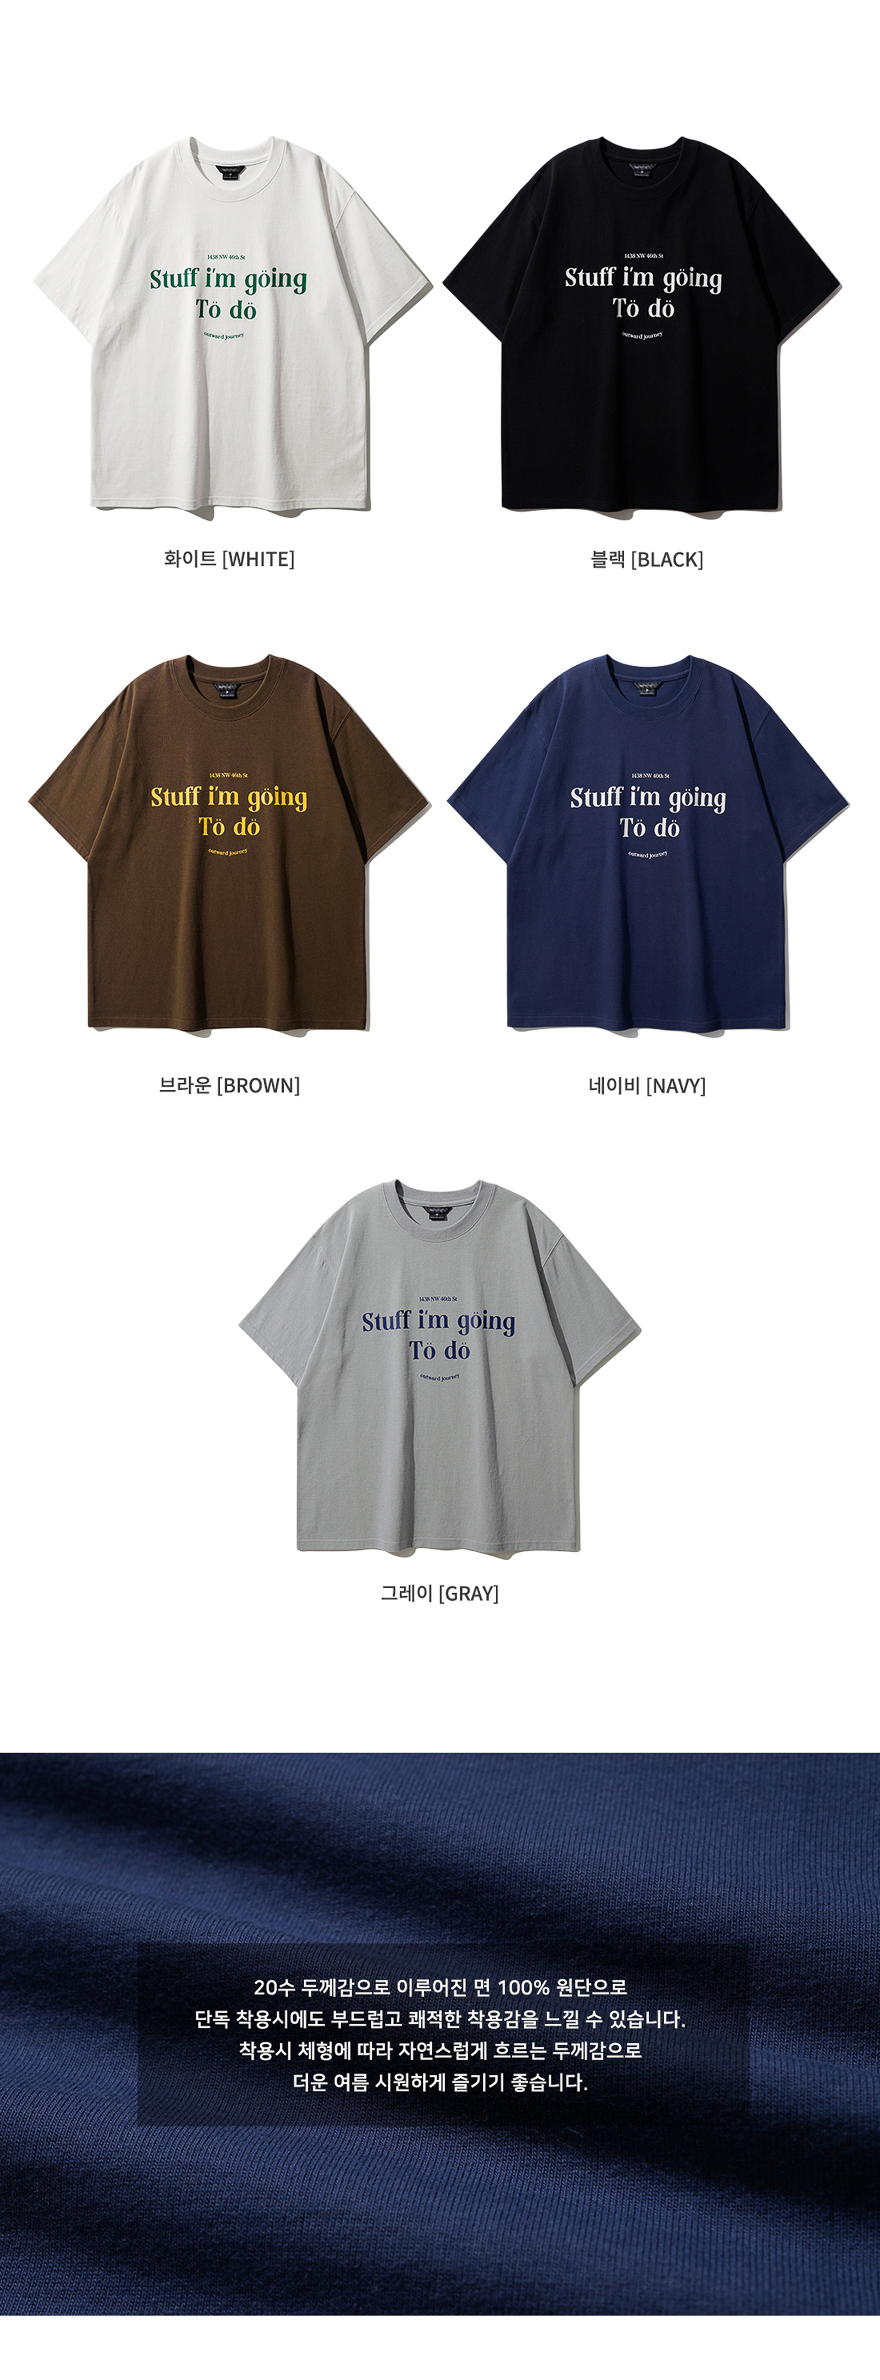 1438 NW 46th St
Stuff i'm göing
Tö dö
outward journey
1438 NW 46th St
Stuff i'm göing
Tö dö
outward journey
화이트 [WHITE]
블랙 [BLACK]
1438 NW 46th St
Stuff i'm göing
Tö dö
outward journey
1438 NW 46th St
Stuff i'm göing
Tö dö
outward journey
브라운 [BROWN]
네이비 [NAVY]
1438 NW 46th St
Stuff i'm göing
Tö dö
outward journey
그레이 [GRAY]
20수 두께감으로 이루어진 면 100% 원단으로
단독 착용시에도 부드럽고 쾌적한 착용감을 느낄 수 있습니다.
착용시 체형에 따라 자연스럽게 흐르는 두께감으로
더운 여름 시원하게 즐기기 좋습니다.